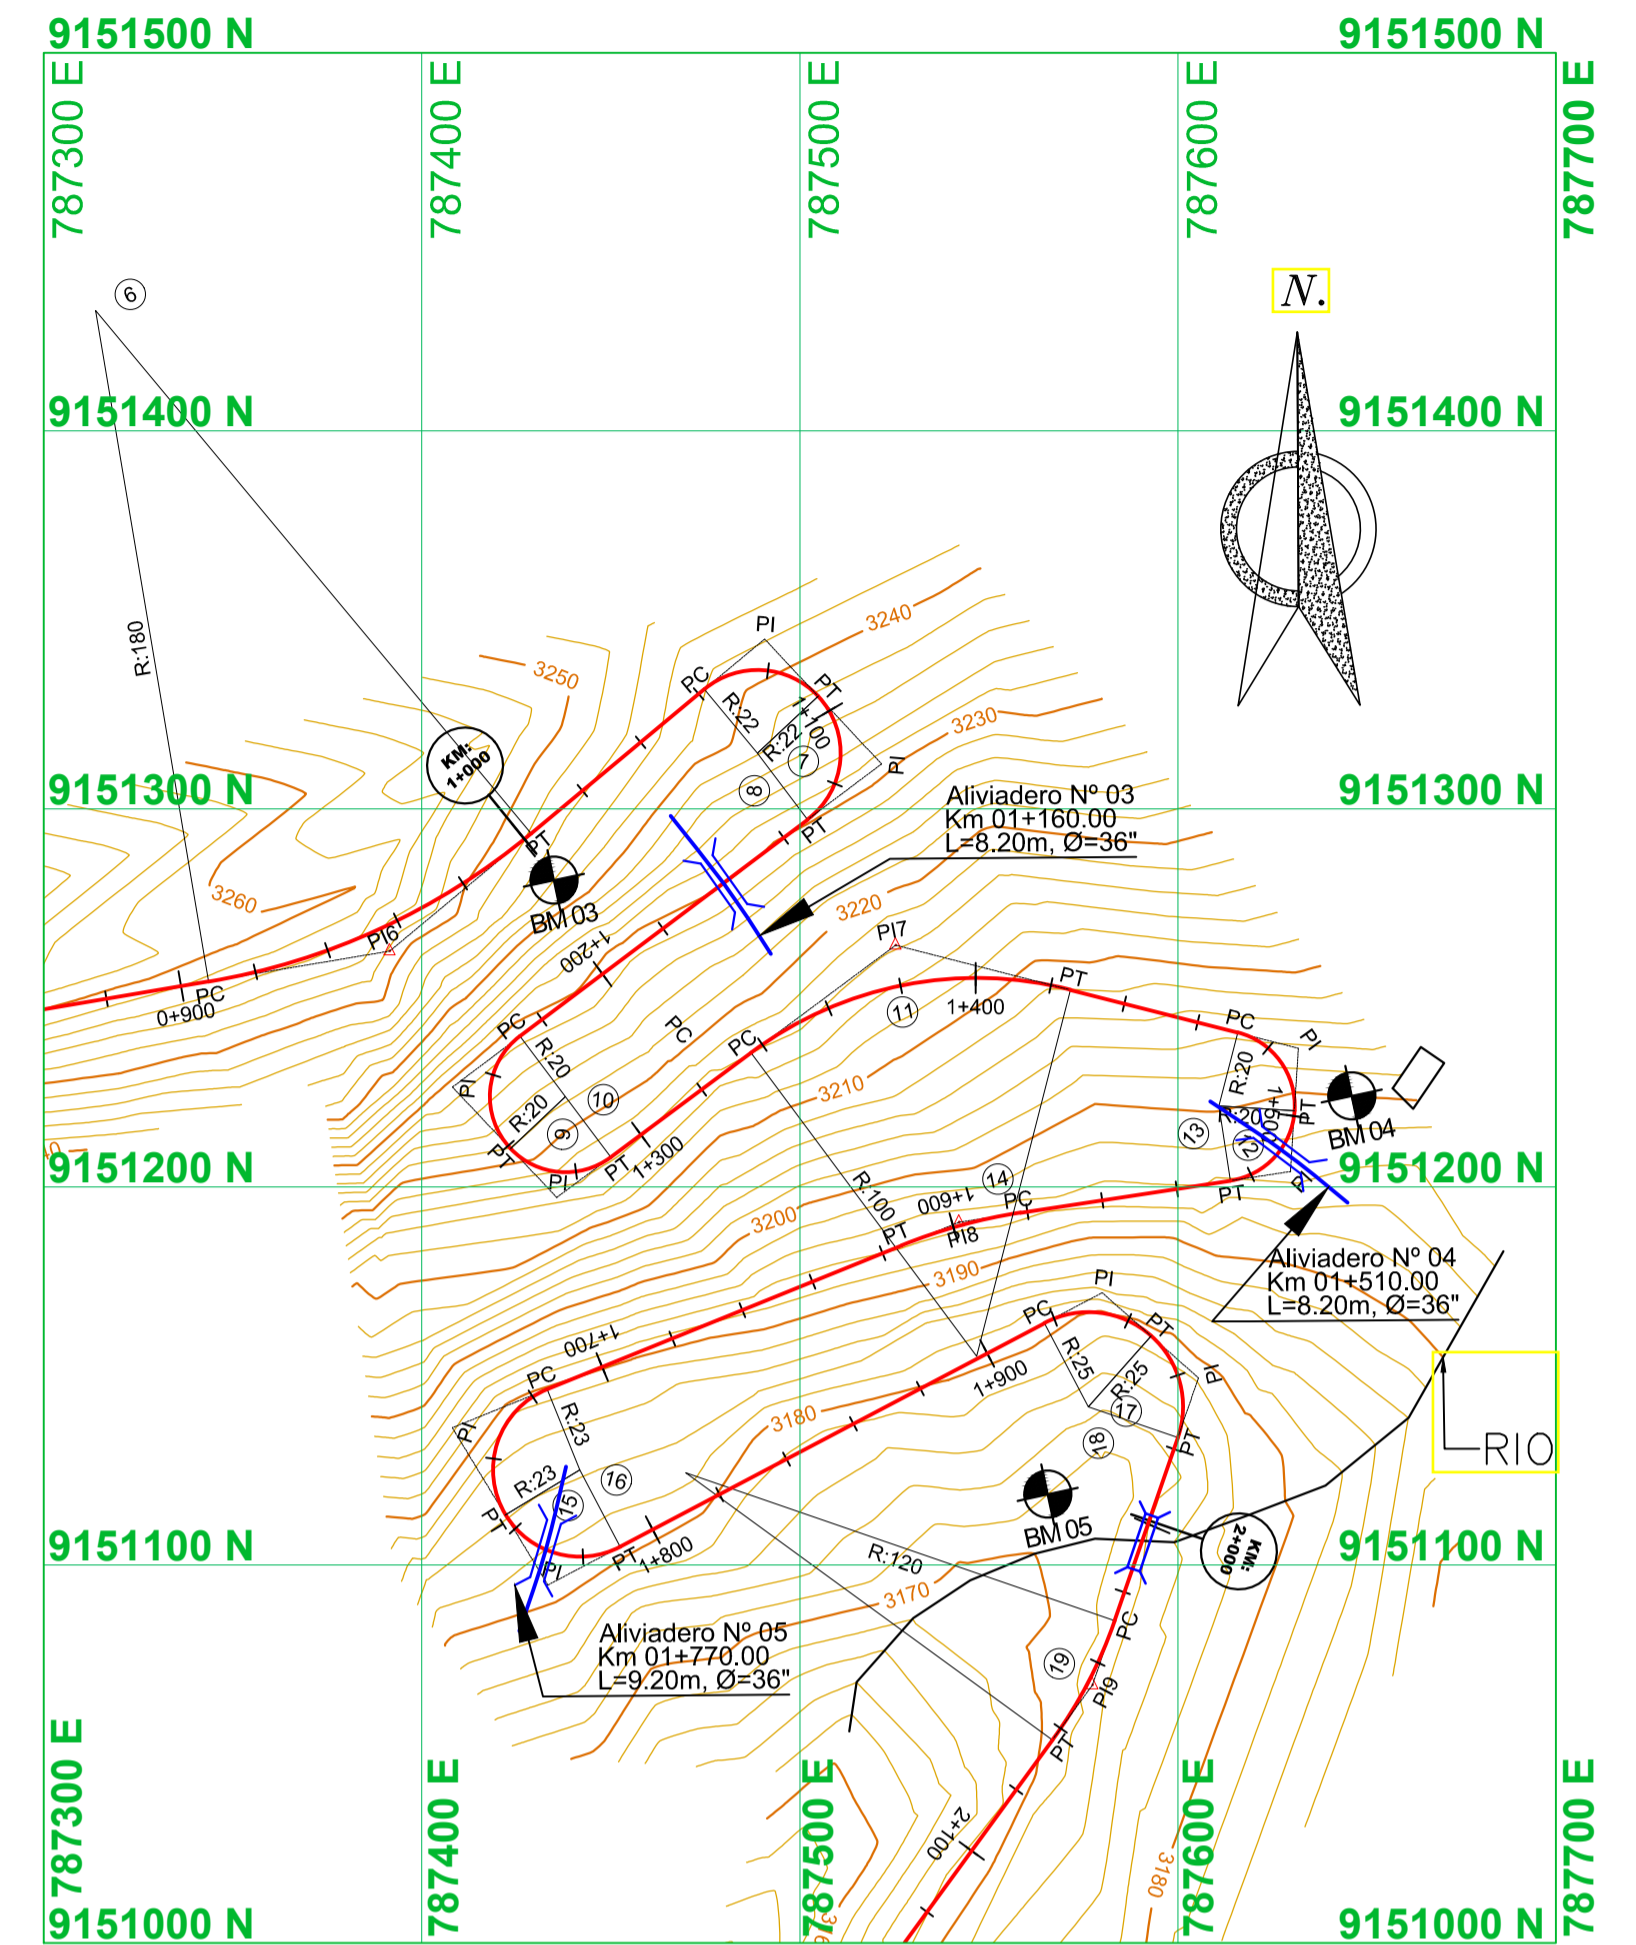 9151500 N
9151500 N
787300 E
787400 E
787500 E
787600 E
787700 E
6
N.
9151400 N
9151400 N
R:180
3240
PI
3250
PC
PT
R:22
1+100
R:22
7
3230
PI
KM:
1+000
8
9151300 N
9151300 N
Aliviadero Nº 03
Km 01+160.00
L=8.20m, Ø=36"
PT
PT
3260
BM 03
3220
PI6
PI7
1+200
PC
0+900
PT
1+400
11
PC
PC
PC
PC
PI
R:20
R:20
3210
PI
R:20
10
9
1+500
PT
R:20
BM 04
13
12
PT
PI
PT
1+300
9151200 N
9151200 N
PI
PT
14
R:100
1+600
PC
3200
PT
PI8
Aliviadero Nº 04
Km 01+510.00
L=8.20m, Ø=36"
3190
PI
PC
PT
1+700
R:25
R:25
PI
1+900
PC
R:23
3180
17
PI
18
PT
RIO
R:23
16
15
PT
BM 05
KM:
2+000
9151100 N
9151100 N
PI
PT
1+800
R:120
3170
PC
Aliviadero Nº 05
Km 01+770.00
L=9.20m, Ø=36"
19
PI9
PT
2+100
3180
787300 E
787400 E
787500 E
787600 E
787700 E
9151000 N
9151000 N